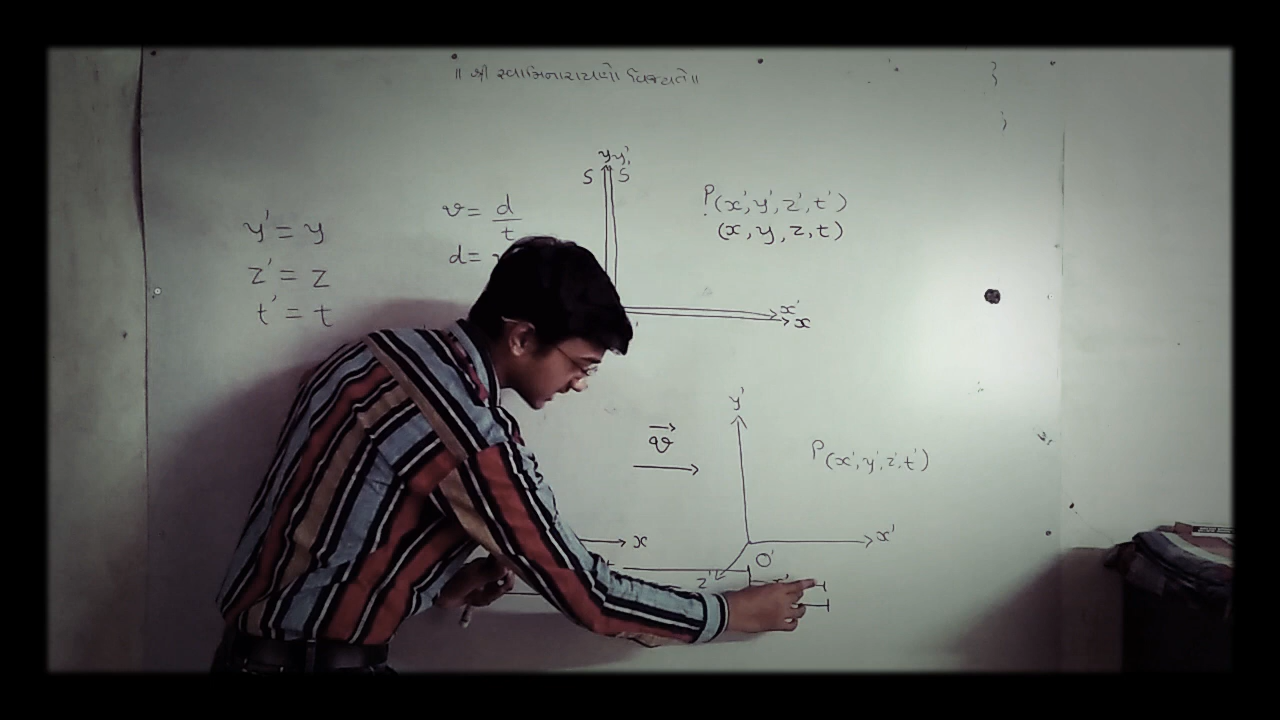 ॥ શ્રી સ્વામિનારાયણો વિજયતે ॥
y y'
S S'
P(x', y', z', t')
(x, y, z, t)
v = d/t
d =
y' = y
z' = z
t' = t
x'
x
y'
v
P(x', y', z', t')
x
x'
O'
z'
x'